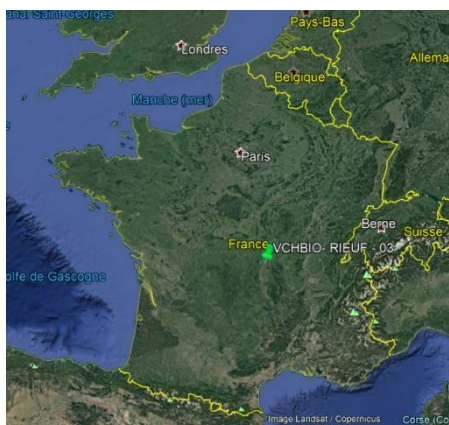 anal Saint-Georges
Pays-Bas
Londres
Allema
Belgique
Manche (mer)
Paris
Berne
Suisse
France
VCHBIO- RIEUF - 03
olfe de Gascogne
Image Landsat / Copernicus
Corse (Co